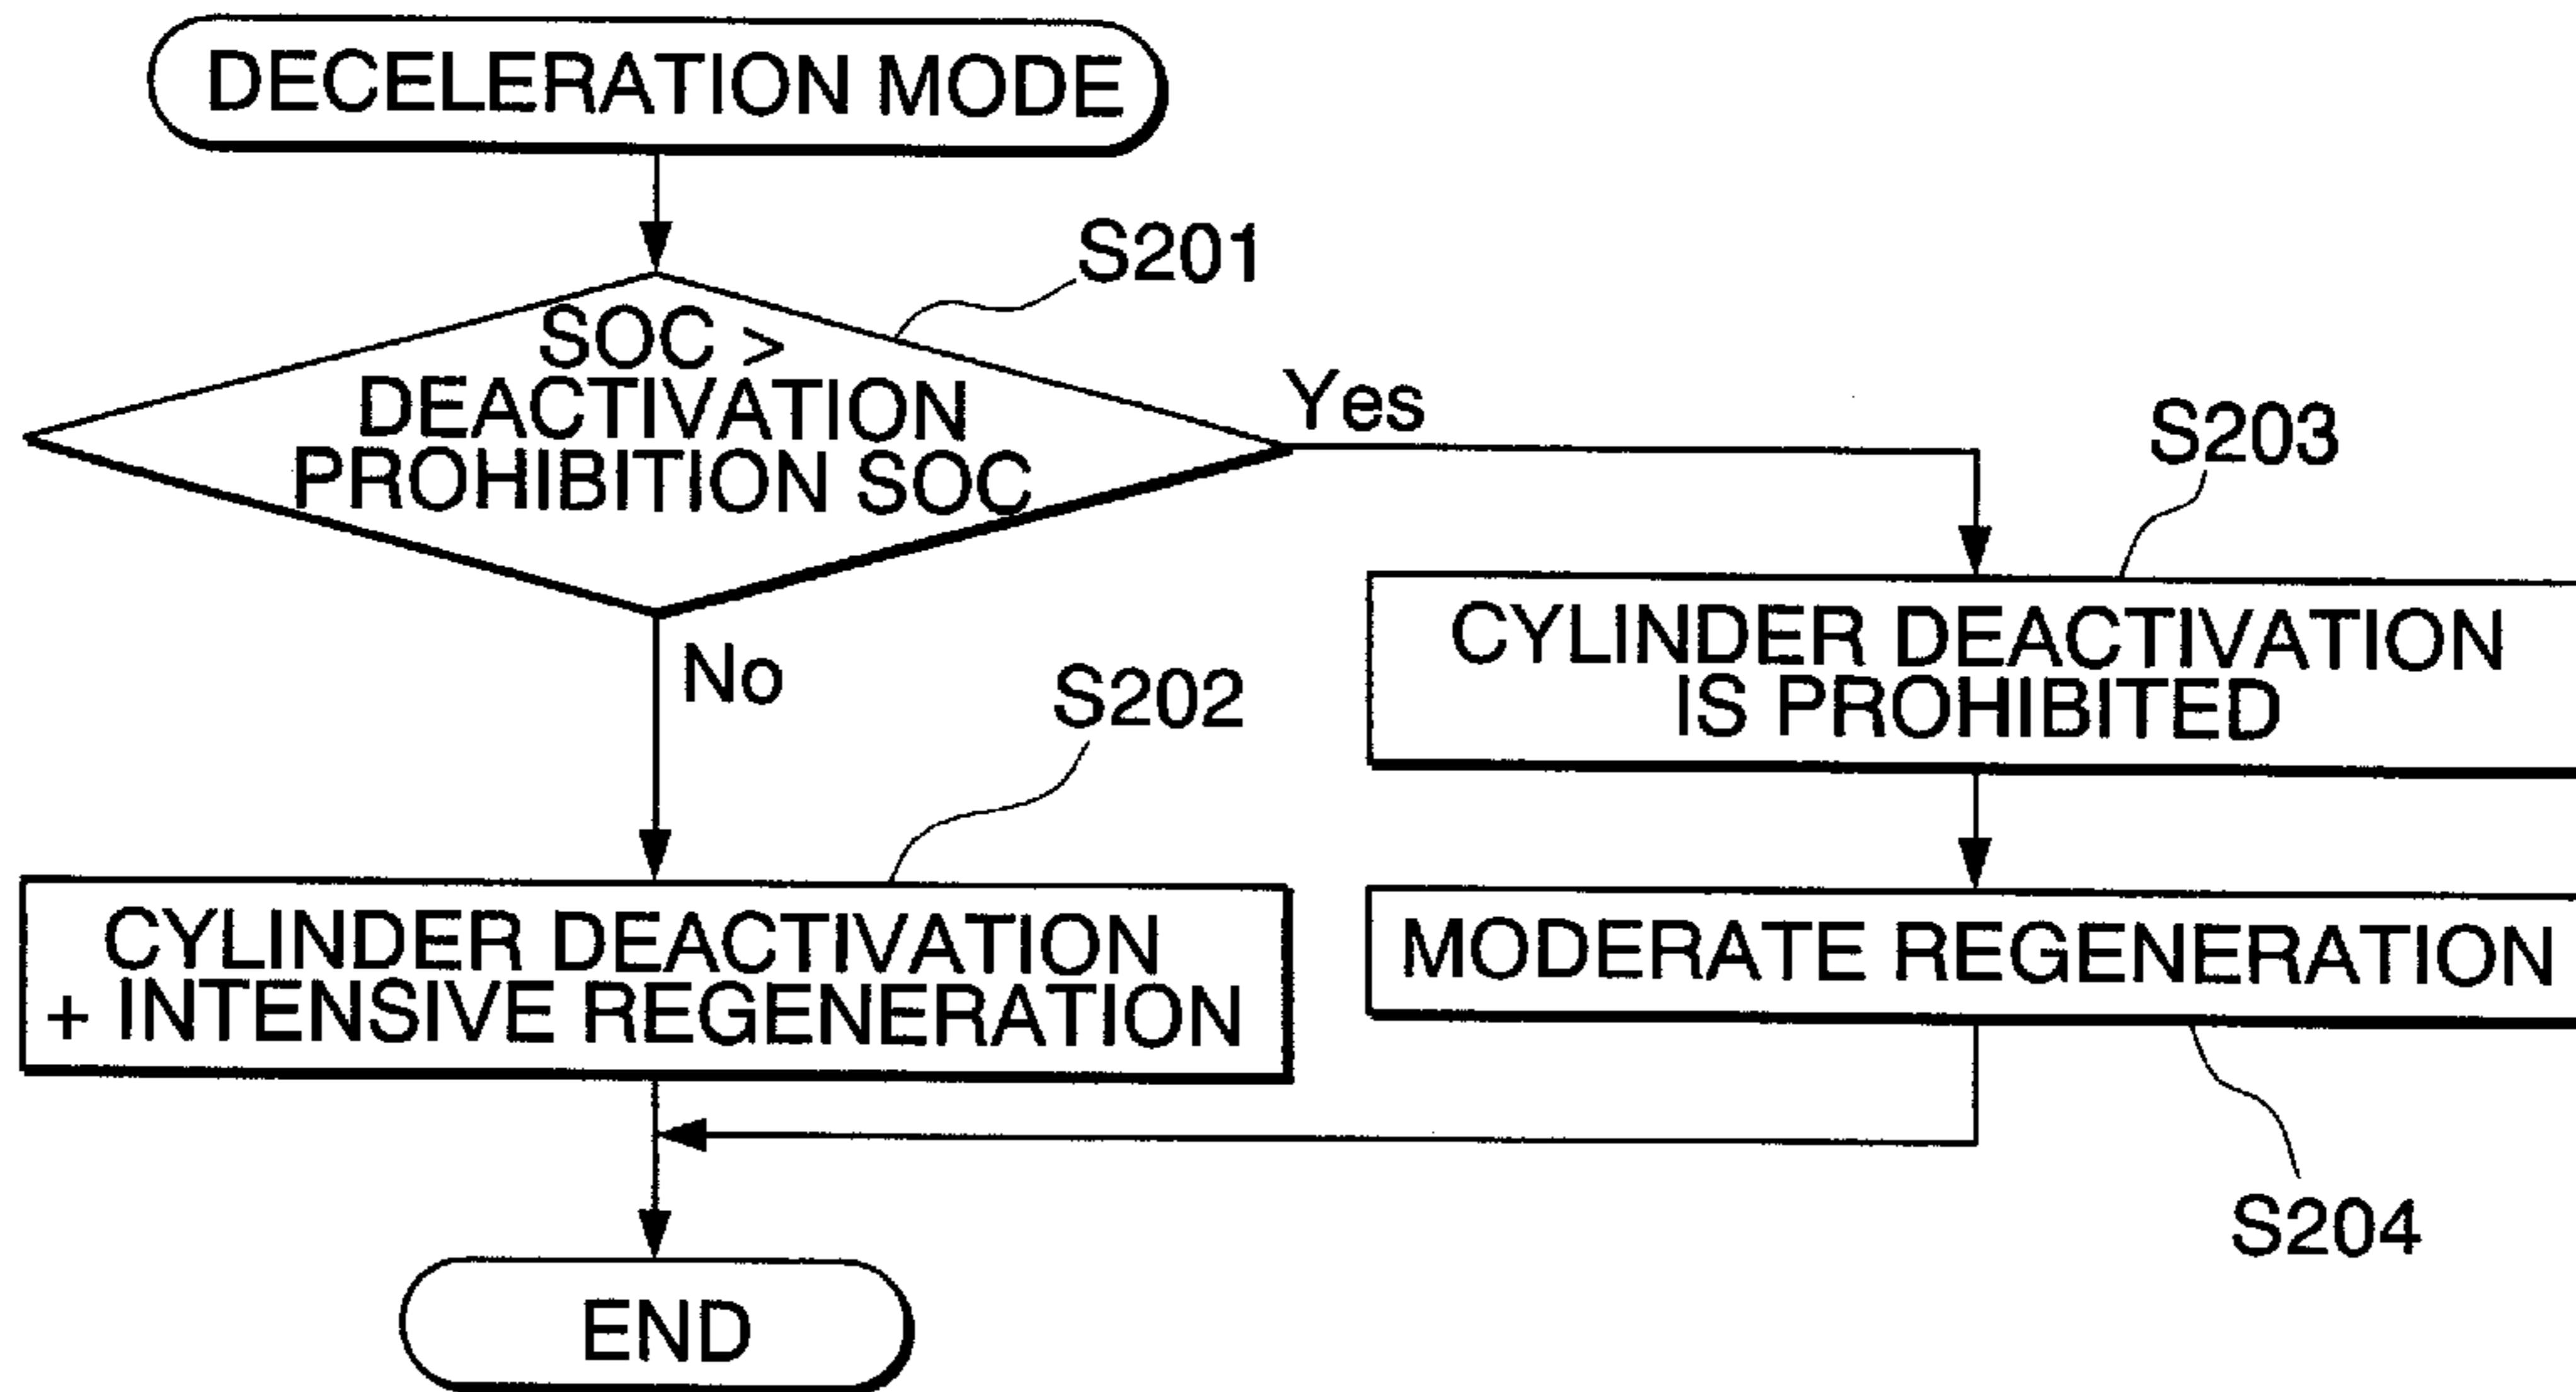 DECELERATION MODE
S201
SOC >
DEACTIVATION
PROHIBITION SOC
Yes
No
S203
CYLINDER DEACTIVATION
IS PROHIBITED
S202
CYLINDER DEACTIVATION
+ INTENSIVE REGENERATION
MODERATE REGENERATION
S204
END